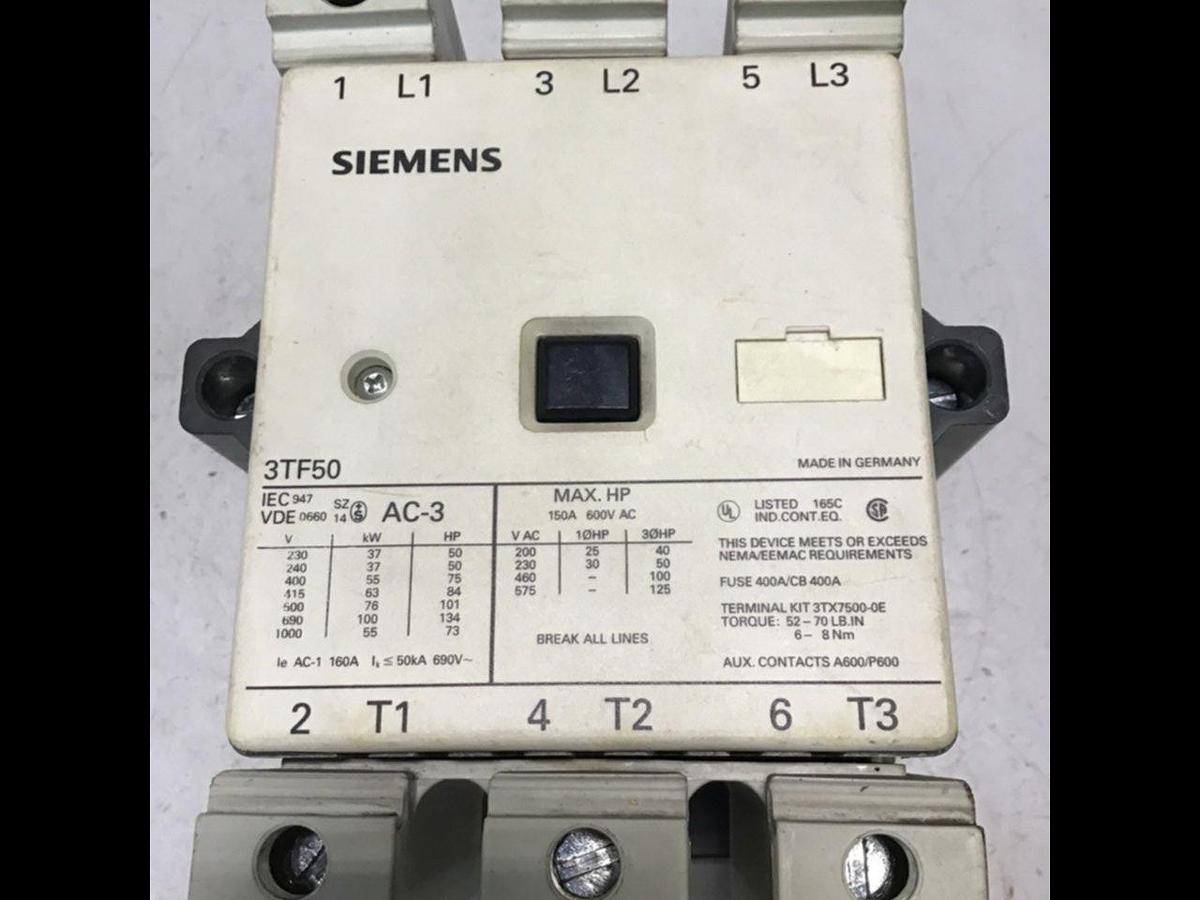 1 L1 3 L2 5 L3
SIEMENS
3TF50
MADE IN GERMANY
IEC 947
VDE 0660
SZ
14
AC-3
V kW HP
230 37 50
240 37 50
400 55 75
415 63 84
500 76 101
690 100 134
1000 55 73
Ie AC-1 160A Ik ≤ 50kA 690V~
MAX. HP
150A 600V AC
V AC 1ØHP 3ØHP
200 25 40
230 30 50
460 – 100
575 – 125
BREAK ALL LINES
UL LISTED 165C
IND.CONT.EQ.
THIS DEVICE MEETS OR EXCEEDS
NEMA/EEMAC REQUIREMENTS
FUSE 400A/CB 400A
TERMINAL KIT 3TX7500-0E
TORQUE: 52–70 LB.IN
6– 8Nm
AUX. CONTACTS A600/P600
2 T1 4 T2 6 T3